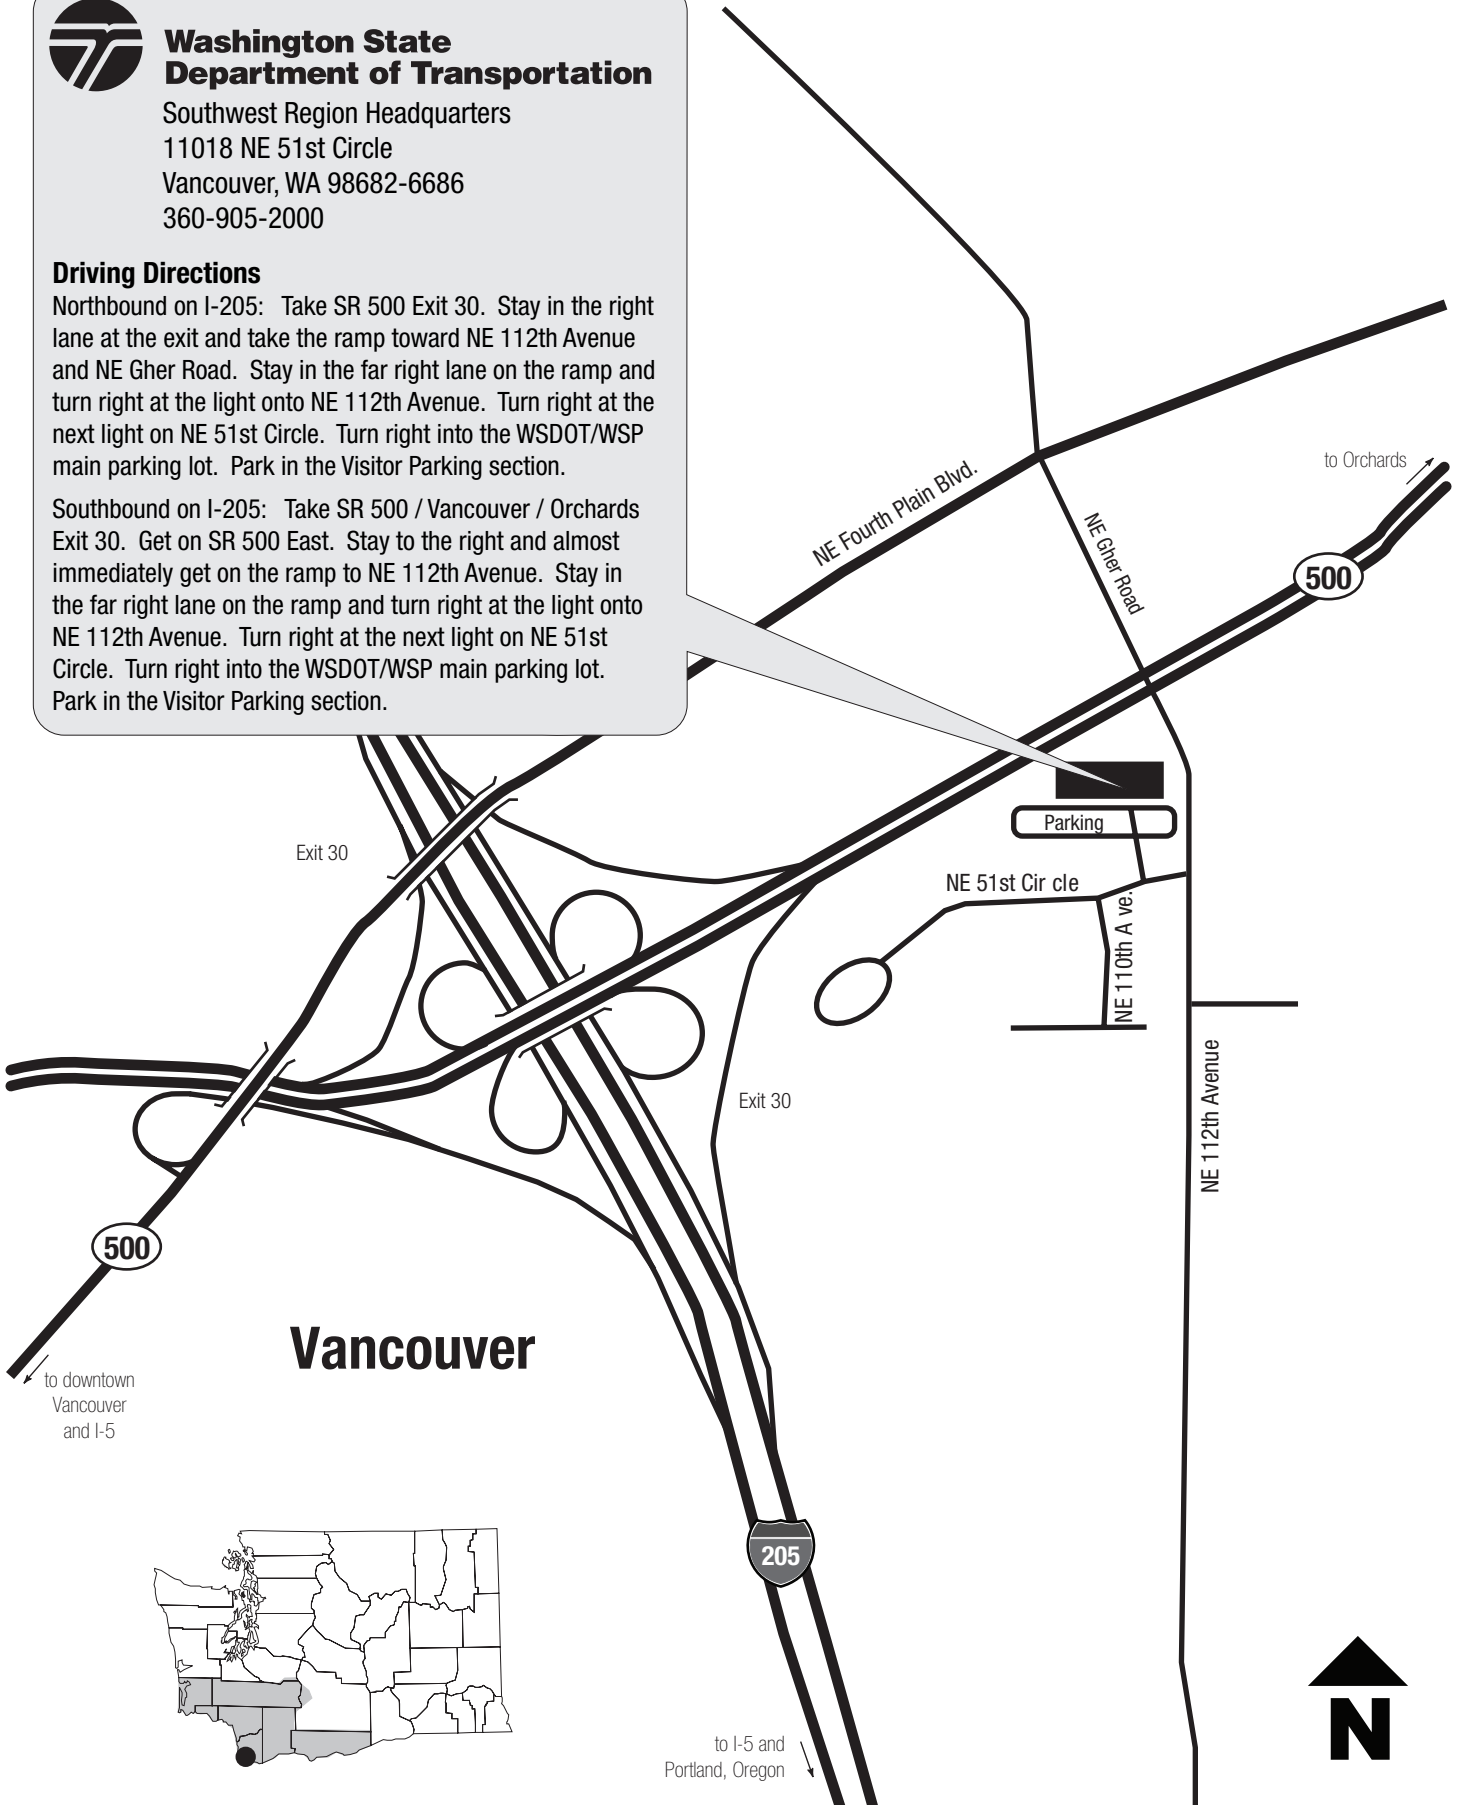 Washington State
Department of Transportation
Southwest Region Headquarters
11018 NE 51st Circle
Vancouver, WA 98682-6686
360-905-2000
Driving Directions
Northbound on I-205: Take SR 500 Exit 30. Stay in the right
lane at the exit and take the ramp toward NE 112th Avenue
and NE Gher Road. Stay in the far right lane on the ramp and
turn right at the light onto NE 112th Avenue. Turn right at the
next light on NE 51st Circle. Turn right into the WSDOT/WSP
main parking lot. Park in the Visitor Parking section.
Southbound on I-205: Take SR 500 / Vancouver / Orchards
Exit 30. Get on SR 500 East. Stay to the right and almost
immediately get on the ramp to NE 112th Avenue. Stay in
the far right lane on the ramp and turn right at the light onto
NE 112th Avenue. Turn right at the next light on NE 51st
Circle. Turn right into the WSDOT/WSP main parking lot.
Park in the Visitor Parking section.
to Orchards
NE Fourth Plain Blvd.
NE Gher Road
500
Parking
Exit 30
NE 51st Cir cle
NE 110th A ve.
Exit 30
NE 112th Avenue
500
Vancouver
to downtown
Vancouver
and I-5
205
to I-5 and
Portland, Oregon
N